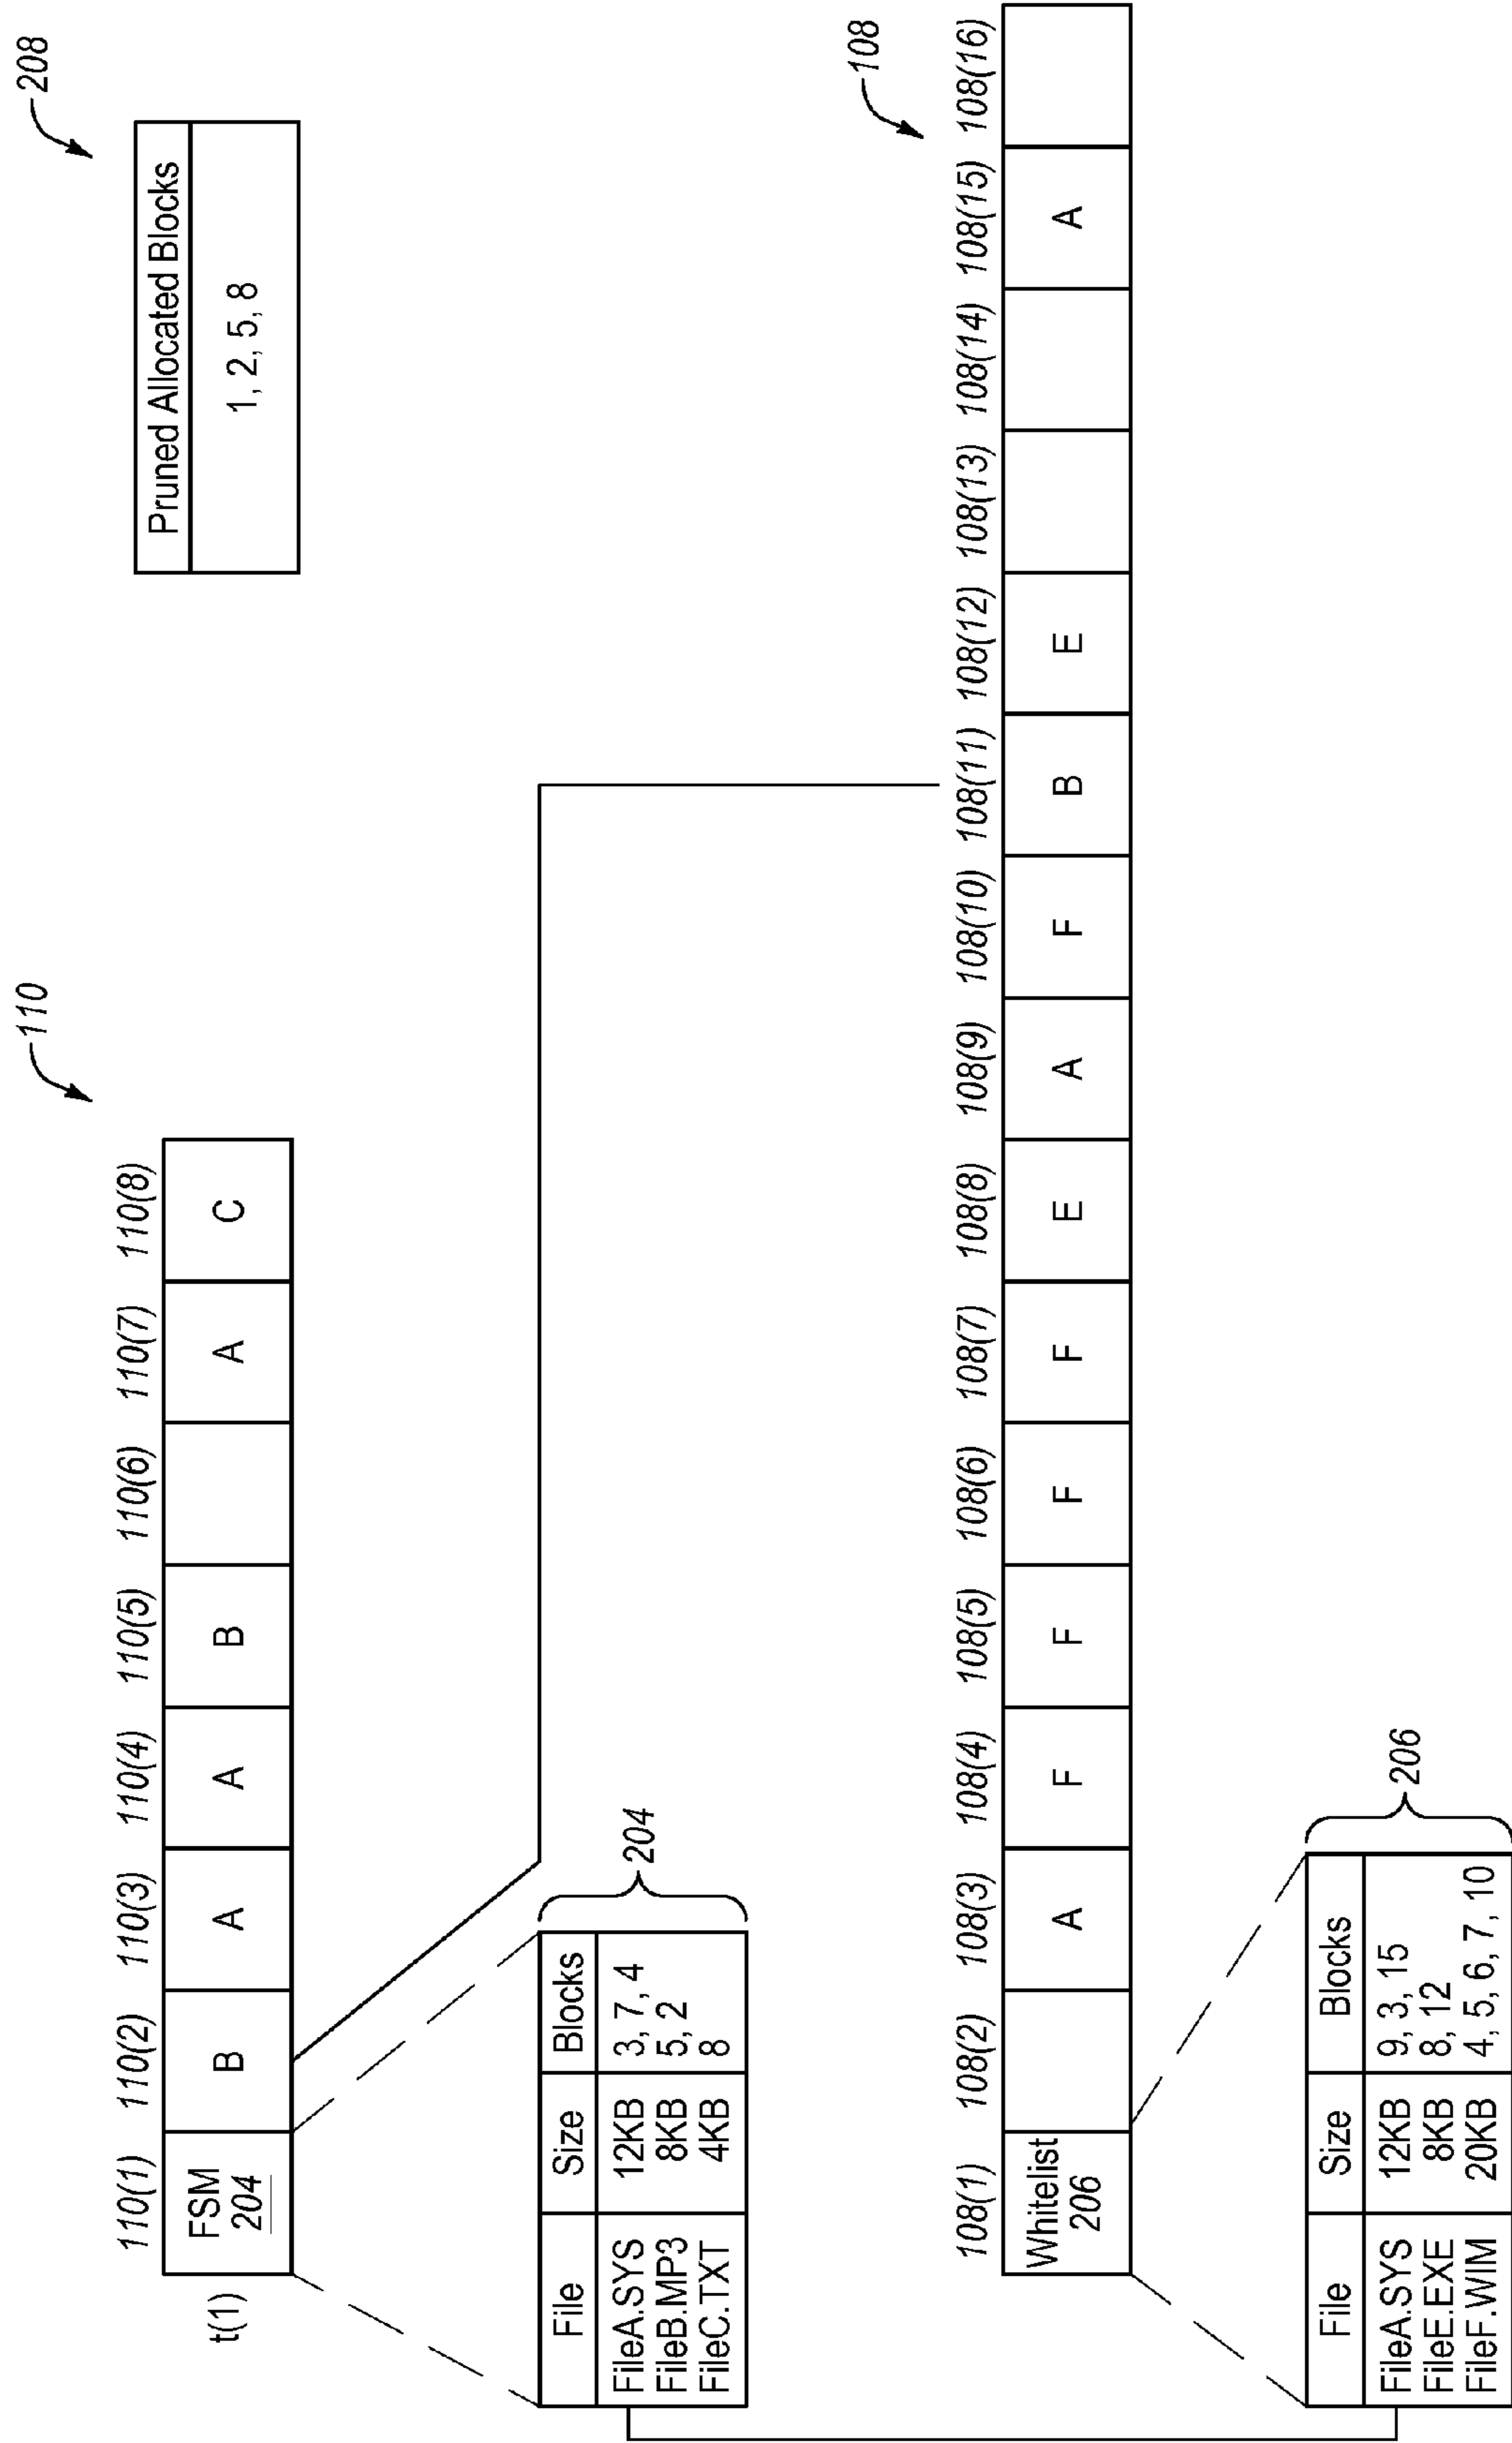 110
208
110(1) 110(2) 110(3) 110(4) 110(5) 110(6) 110(7) 110(8)
t(1)
FSM
204
B A A B A C
Pruned Allocated Blocks
1, 2, 5, 8
File Size Blocks
FileA.SYS 12KB 3, 7, 4
FileB.MP3 8KB 5, 2
FileC.TXT 4KB 8
204
108
108(1) 108(2) 108(3) 108(4) 108(5) 108(6) 108(7) 108(8) 108(9) 108(10) 108(11) 108(12) 108(13) 108(14) 108(15) 108(16)
Whitelist
206
A F F F F E A F B E A
File Size Blocks
FileA.SYS 12KB 9, 3, 15
FileE.EXE 8KB 8, 12
FileF.WIM 20KB 4, 5, 6, 7, 10
206